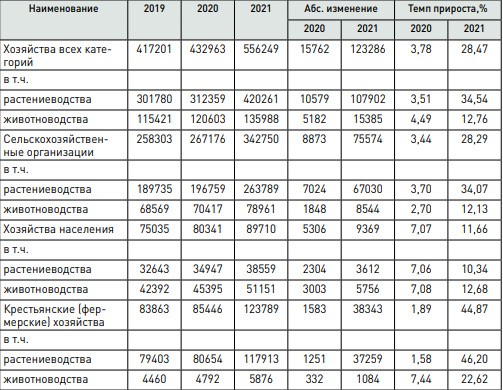 Наименование 2019 2020 2021 Абс. изменение Темп прироста,%
2020 2021 2020 2021
Хозяйства всех кате- 417201 432963 556249 15762 123286 3,78 28,47
горий
в т.ч.
растениеводства 301780 312359 420261 10579 107902 3,51 34,54
животноводства 115421 120603 135988 5182 15385 4,49 12,76
Сельскохозяйствен- 258303 267176 342750 8873 75574 3,44 28,29
ные организации
в т.ч.
растениеводства 189735 196759 263789 7024 67030 3,70 34,07
животноводства 68569 70417 78961 1848 8544 2,70 12,13
Хозяйства населения 75035 80341 89710 5306 9369 7,07 11,66
в т.ч.
растениеводства 32643 34947 38559 2304 3612 7,06 10,34
животноводства 42392 45395 51151 3003 5756 7,08 12,68
Крестьянские (фер- 83863 85446 123789 1583 38343 1,89 44,87
мерские) хозяйства
в т.ч.
растениеводства 79403 80654 117913 1251 37259 1,58 46,20
животноводства 4460 4792 5876 332 1084 7,44 22,62